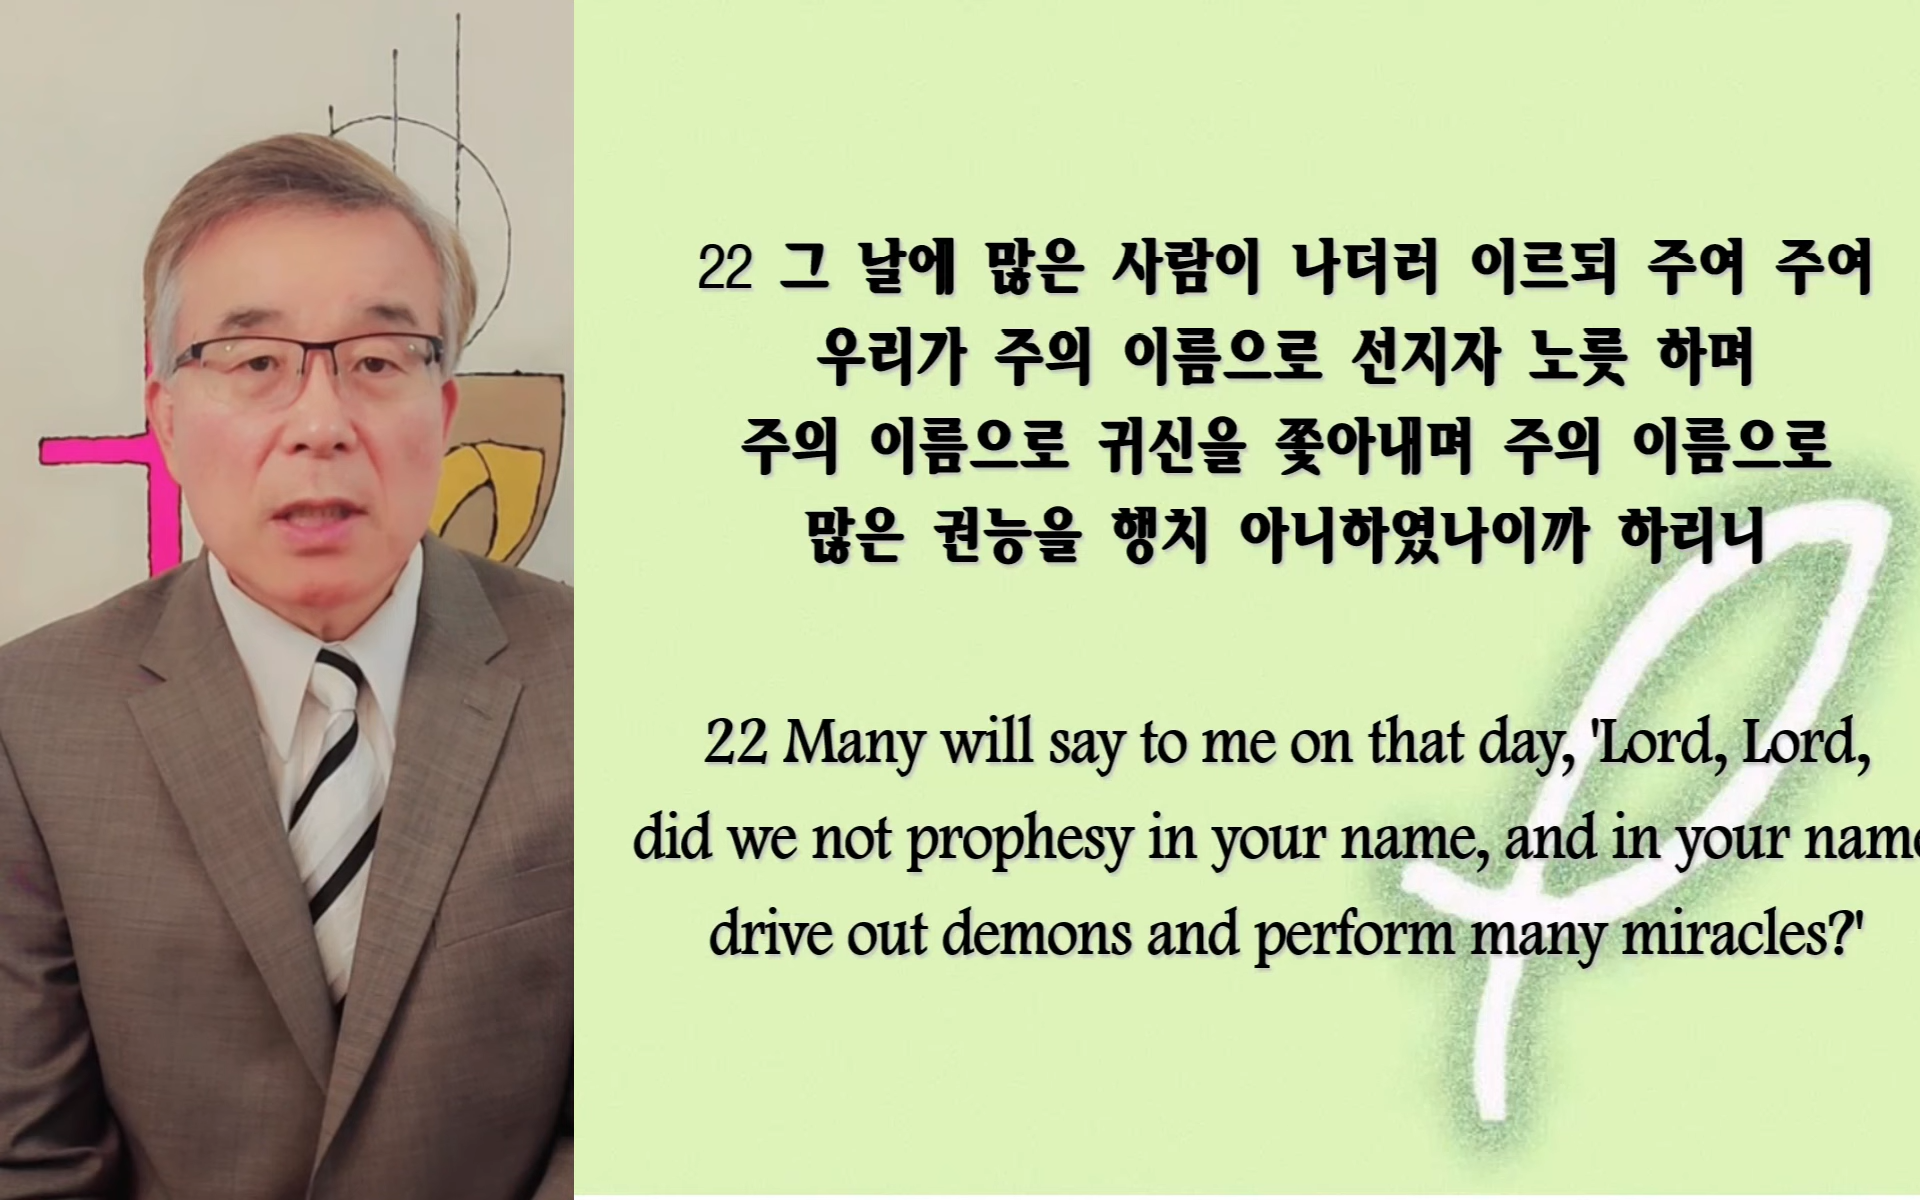 22 그 날에 많은 사람이 나더러 이르되 주여 주여
우리가 주의 이름으로 선지자 노릇 하며
주의 이름으로 귀신을 쫓아내며 주의 이름으로
많은 권능을 행치 아니하였나이까 하리니
22 Many will say to me on that day, 'Lord, Lord,
did we not prophesy in your name, and in your name
drive out demons and perform many miracles?'